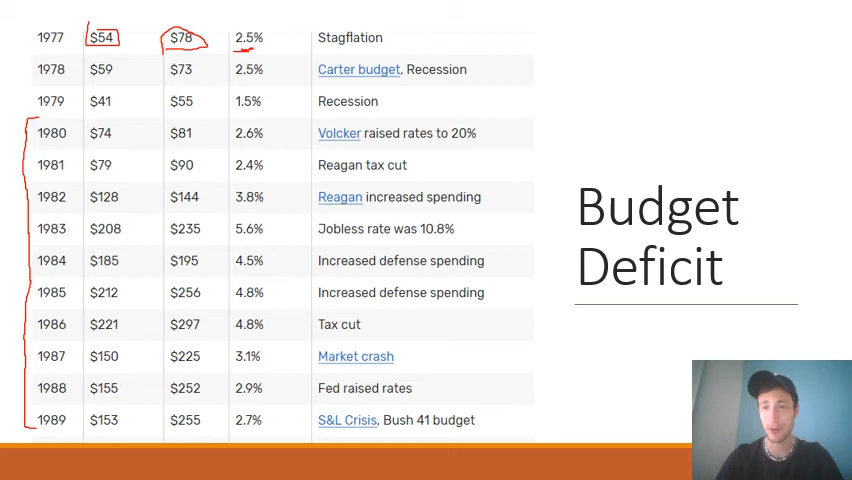 1977 $54 $78 2.5% Stagflation
1978 $59 $73 2.5% Carter budget, Recession
1979 $41 $55 1.5% Recession
1980 $74 $81 2.6% Volcker raised rates to 20%
1981 $79 $90 2.4% Reagan tax cut
1982 $128 $144 3.8% Reagan increased spending
1983 $208 $235 5.6% Jobless rate was 10.8%
1984 $185 $195 4.5% Increased defense spending
1985 $212 $256 4.8% Increased defense spending
1986 $221 $297 4.8% Tax cut
1987 $150 $225 3.1% Market crash
1988 $155 $252 2.9% Fed raised rates
1989 $153 $255 2.7% S&L Crisis, Bush 41 budget
Budget
Deficit